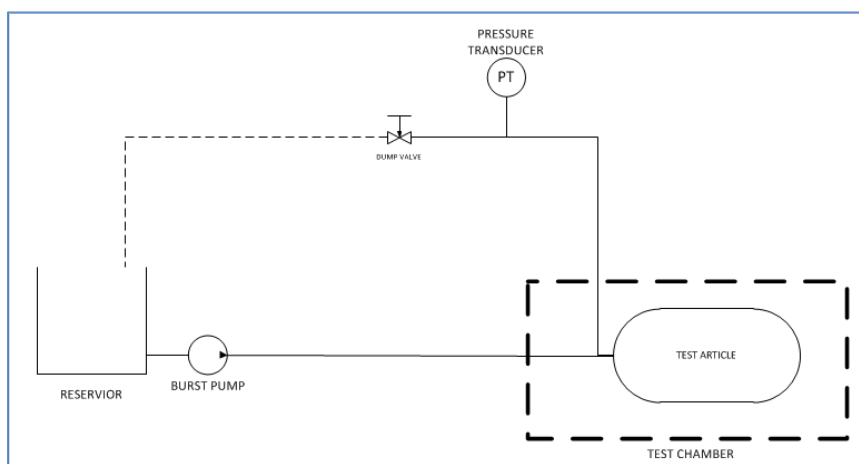 PRESSURE
TRANSDUCER
PT
DUMP VALVE
TEST ARTICLE
RESERVIOR
BURST PUMP
TEST CHAMBER